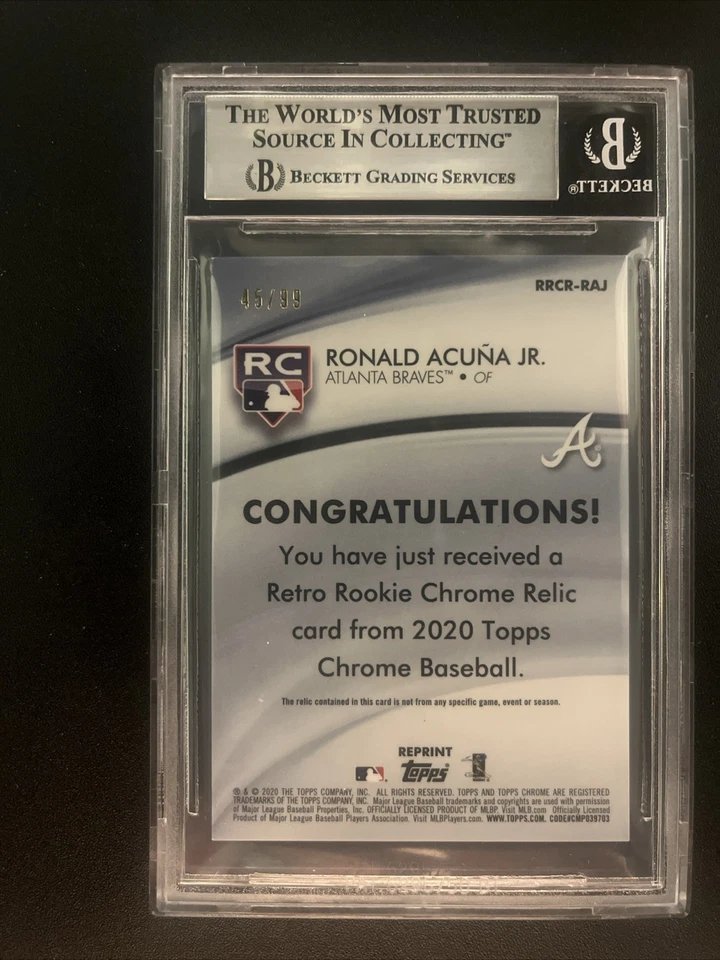 THE WORLD'S MOST TRUSTED
SOURCE IN COLLECTING™
B BECKETT GRADING SERVICES
B
BECKETT®
45/99
RRCR-RAJ
RC
RONALD ACUÑA JR.
ATLANTA BRAVES™ • OF
A
CONGRATULATIONS!
You have just received a
Retro Rookie Chrome Relic
card from 2020 Topps
Chrome Baseball.
The relic contained in this card is not from any specific game, event or season.
REPRINT
topps
® & © 2020 THE TOPPS COMPANY, INC. ALL RIGHTS RESERVED. TOPPS AND TOPPS CHROME ARE REGISTERED
TRADEMARKS OF THE TOPPS COMPANY, INC. Major League Baseball trademarks and copyrights are used with permission
of Major League Baseball Properties, Inc. OFFICIALLY LICENSED PRODUCT OF MLBP. Visit MLB.com Officially Licensed
Product of Major League Baseball Players Association. Visit MLBPlayers.com. WWW.TOPPS.COM. CODE#CMP039703